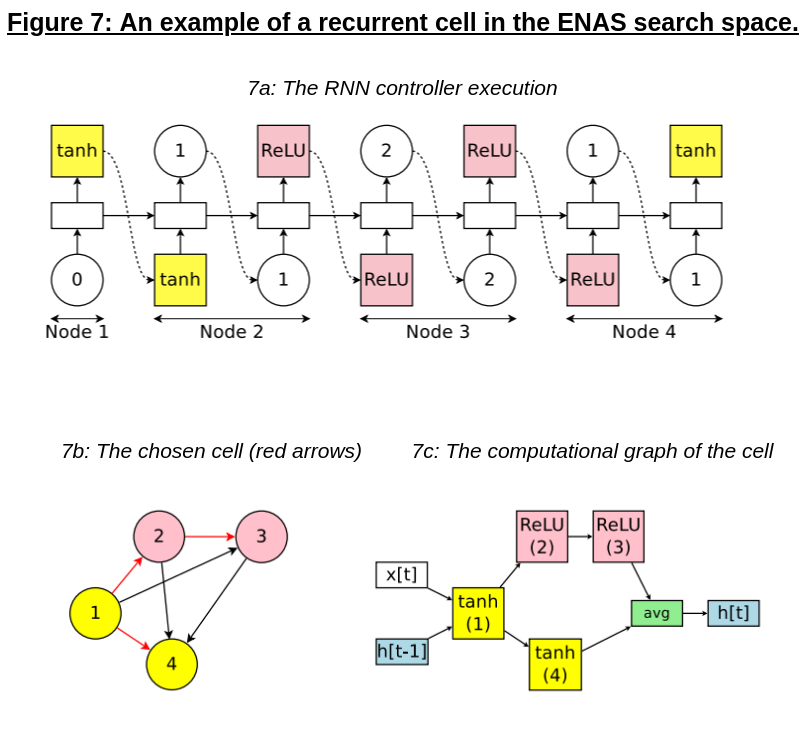 Figure 7: An example of a recurrent cell in the ENAS search space.
7a: The RNN controller execution
tanh 1 ReLU 2 ReLU 1 tanh
0 tanh 1 ReLU 2 ReLU 1
Node 1 Node 2 Node 3 Node 4
7b: The chosen cell (red arrows)
2 3
1
4
7c: The computational graph of the cell
ReLU
(2)
ReLU
(3)
x[t]
tanh
(1)
h[t-1]
tanh
(4)
avg
h[t]